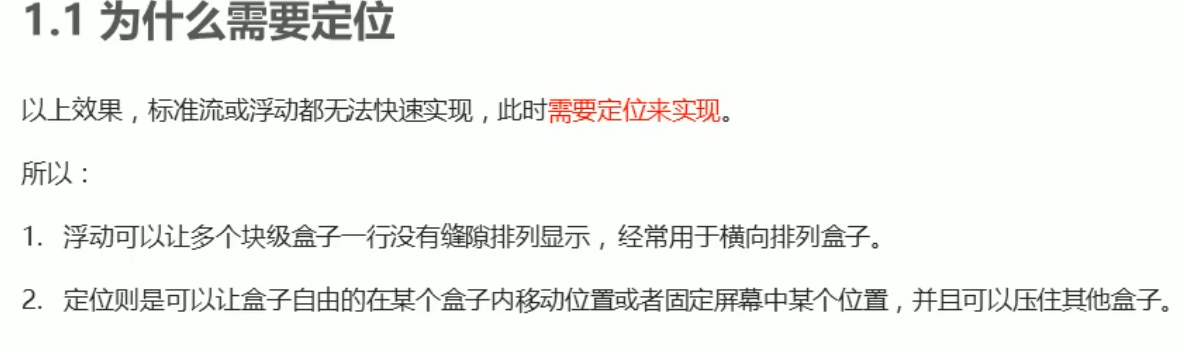 1.1 为什么需要定位
以上效果，标准流或浮动都无法快速实现，此时需要定位来实现。
所以：
1. 浮动可以让多个块级盒子一行没有缝隙排列显示，经常用于横向排列盒子。
2. 定位则是可以让盒子自由的在某个盒子内移动位置或者固定屏幕中某个位置，并且可以压住其他盒子。